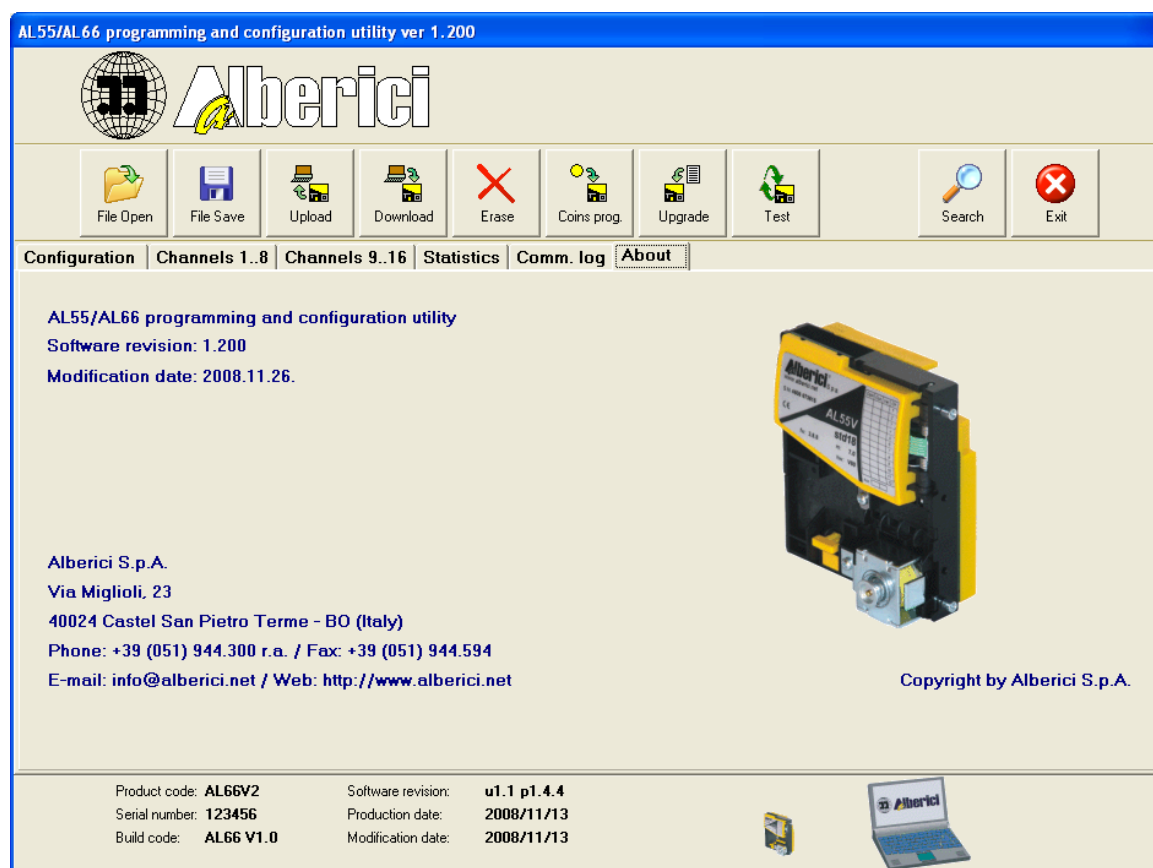 AL55/AL66 programming and configuration utility ver 1.200
Alberici
File Open File Save Upload Download Erase Coins prog. Upgrade Test Search Exit
Configuration Channels 1..8 Channels 9..16 Statistics Comm. log About
AL55/AL66 programming and configuration utility
Software revision: 1.200
Modification date: 2008.11.26.
Alberici S.p.A.
www.alberici.net
AL55V
std18
Alberici S.p.A.
Via Miglioli, 23
40024 Castel San Pietro Terme - BO (Italy)
Phone: +39 (051) 944.300 r.a. / Fax: +39 (051) 944.594
E-mail: info@alberici.net / Web: http://www.alberici.net
Copyright by Alberici S.p.A.
Product code: AL66V2 Software revision: u1.1 p1.4.4
Serial number: 123456 Production date: 2008/11/13
Build code: AL66 V1.0 Modification date: 2008/11/13
Alberici